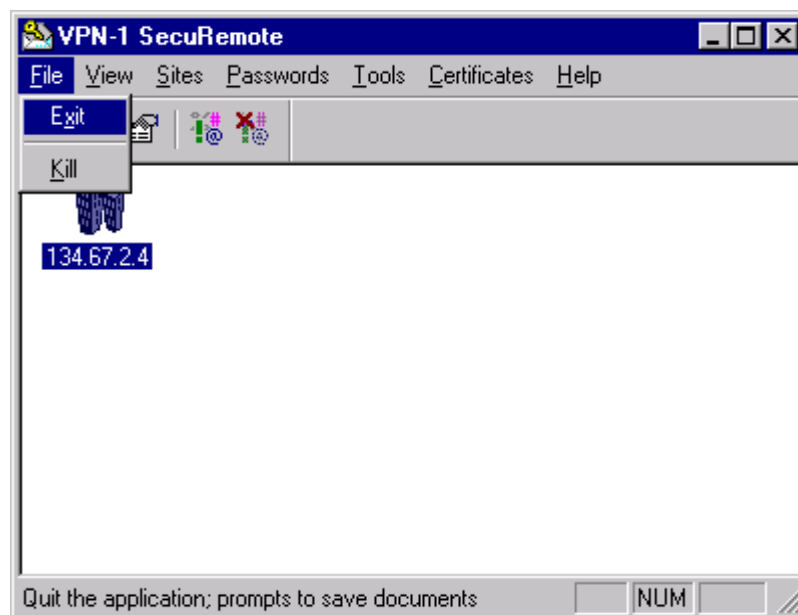 VPN-1 SecuRemote
File View Sites Passwords Tools Certificates Help
Exit
Kill
134.67.2.4
Quit the application; prompts to save documents NUM